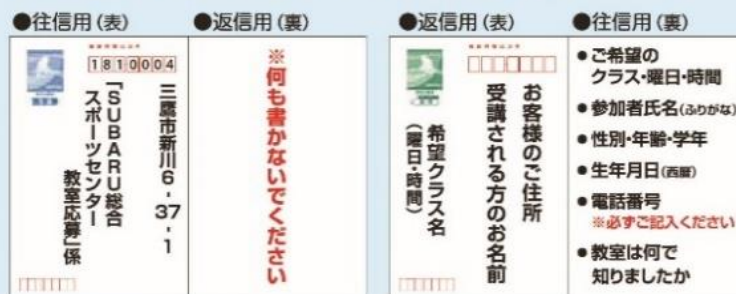 ●往信用(表)
1810004
三鷹市新川6-37-1
「SUBARU総合
スポーツセンター
教室応募」係
●返信用(裏)
※何も書かないでください
●返信用(表)
お客様のご住所
受講される方のお名前
希望クラス名
(曜日・時間)
●往信用(裏)
●ご希望の
クラス・曜日・時間
●参加者氏名(ふりがな)
●性別・年齢・学年
●生年月日(西暦)
●電話番号
※必ずご記入ください
●教室は何で
知りましたか